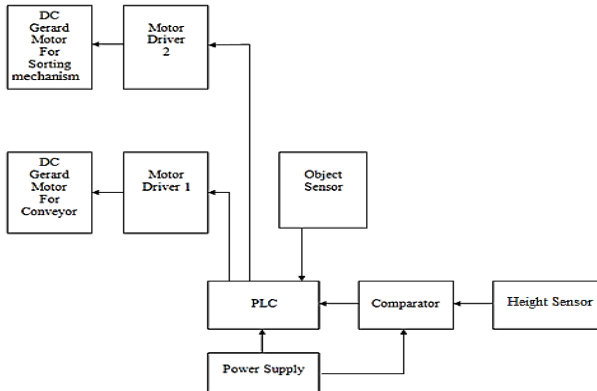 DC
Gerard
Motor
For
Sorting
mechanism
Motor
Driver
2
DC
Gerard
Motor
For
Conveyor
Motor
Driver 1
Object
Sensor
PLC
Comparator
Height Sensor
Power Supply